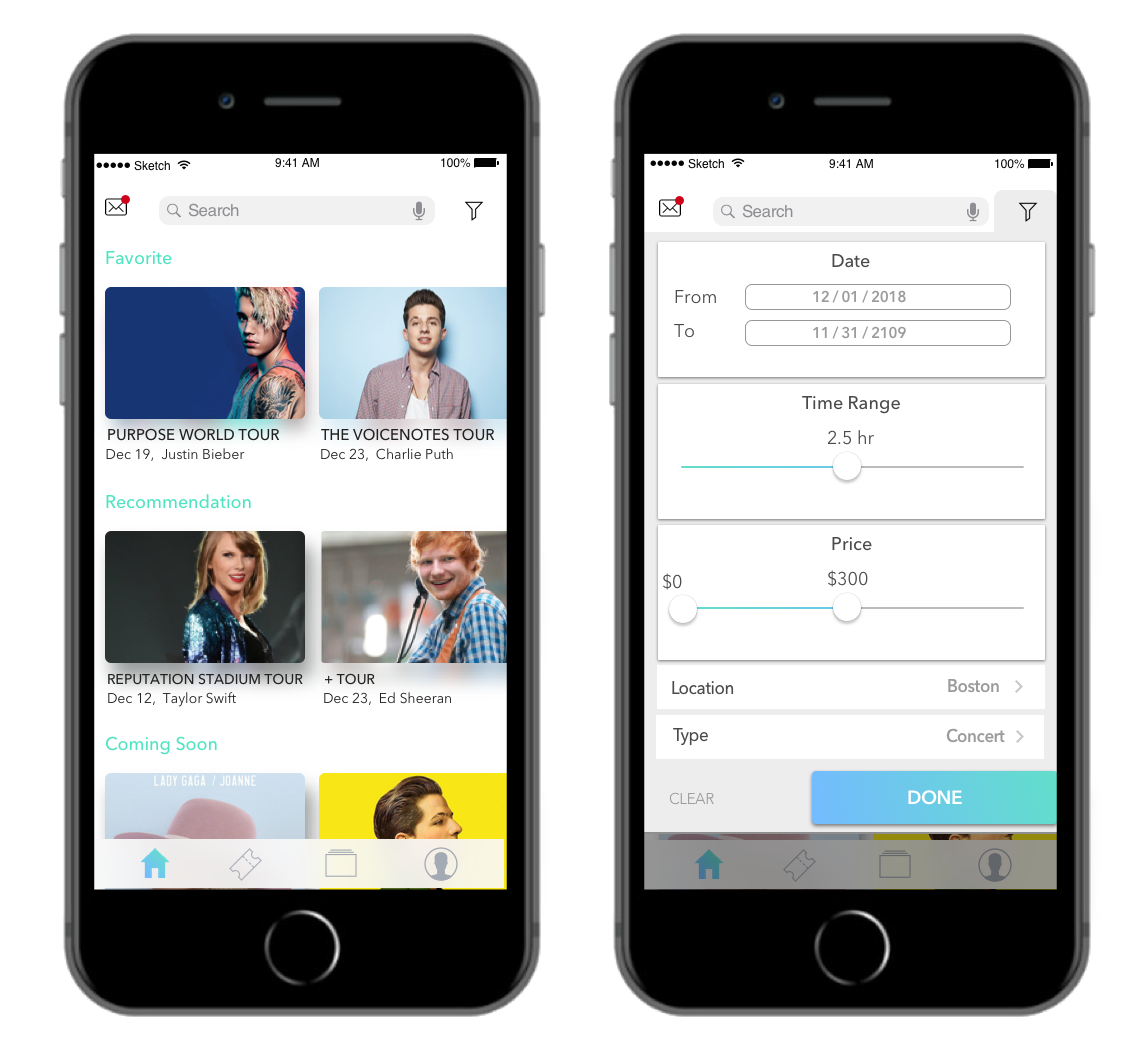 Sketch 9:41 AM 100%
Search
Favorite
PURPOSE WORLD TOUR
Dec 19, Justin Bieber
THE VOICENOTES TOUR
Dec 23, Charlie Puth
Recommendation
REPUTATION STADIUM TOUR
Dec 12, Taylor Swift
+ TOUR
Dec 23, Ed Sheeran
Coming Soon
LADY GAGA / JOANNE
Sketch 9:41 AM 100%
Search
Date
From 12 / 01 / 2018
To 11 / 31 / 2109
Time Range
2.5 hr
Price
$0 $300
Location Boston
Type Concert
CLEAR DONE